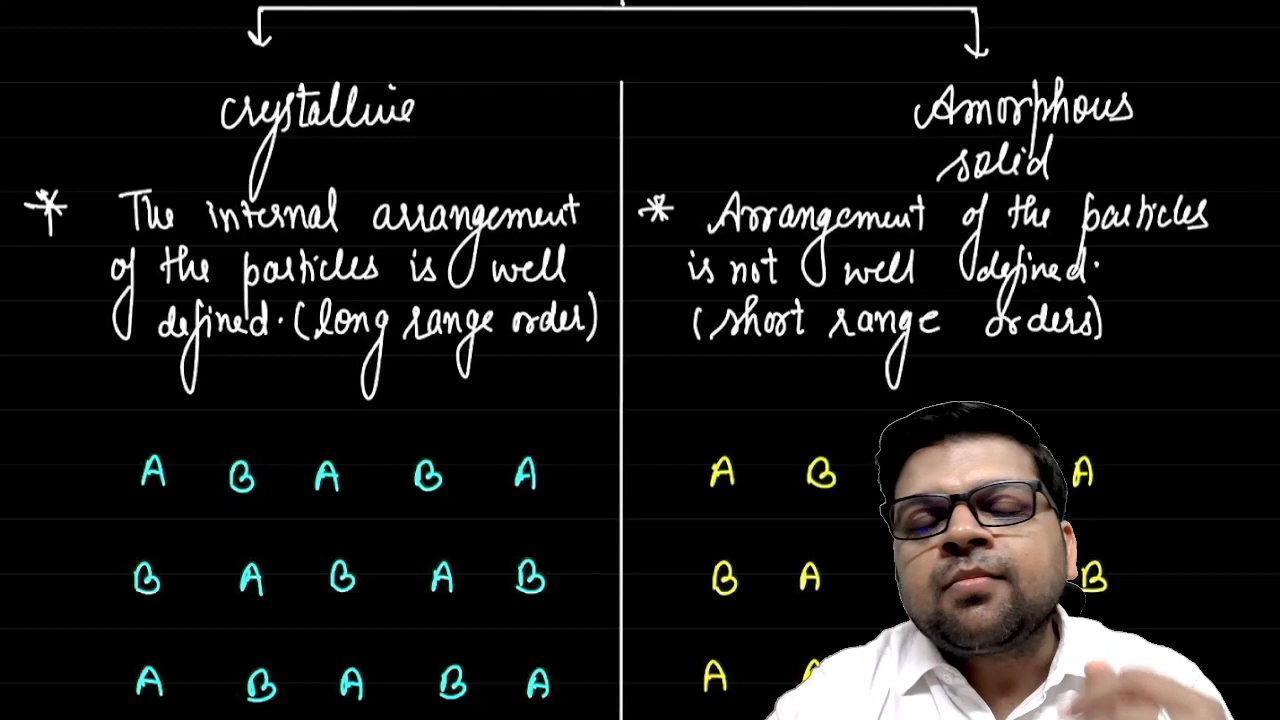 Crystalline
The internal arrangement
of the particles is well
defined. (long range order)
A B A B A
B A B A B
A B A B A
Amorphous
solid
* Arrangement of the particles
is not well defined.
(short range orders)
A B A
B A B
A